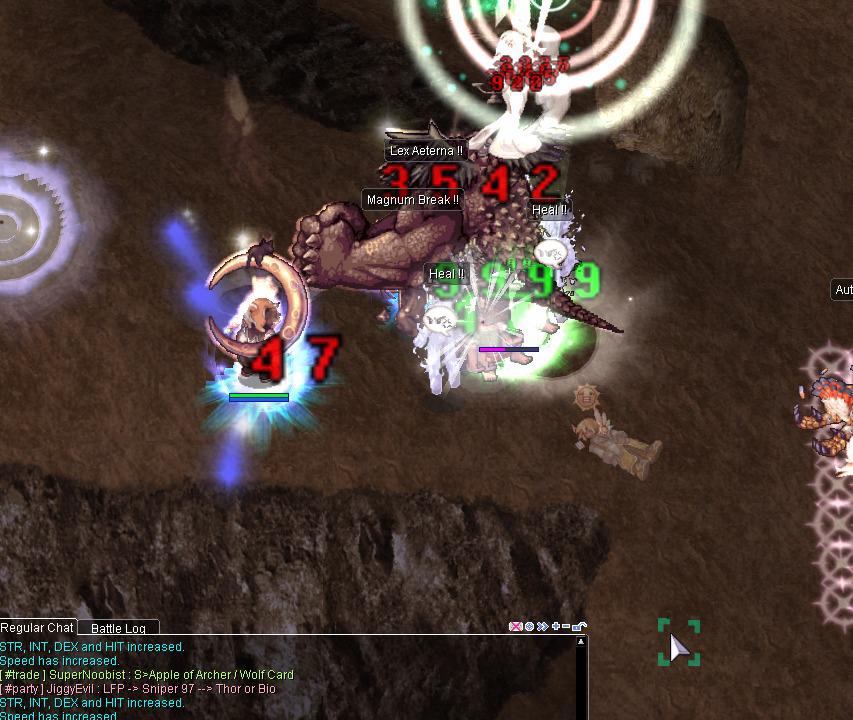 Lex Aeterna !!
3542
Magnum Break !!
Heal !!
Heal !!
9999
47
Aut
Regular Chat
Battle Log
STR, INT, DEX and HIT increased.
Speed has increased.
[ #trade ] SuperNoobist : S>Apple of Archer / Wolf Card
[ #party ] JiggyEvil : LFP -> Sniper 97 --> Thor or Bio
STR, INT, DEX and HIT increased.
Speed has increased